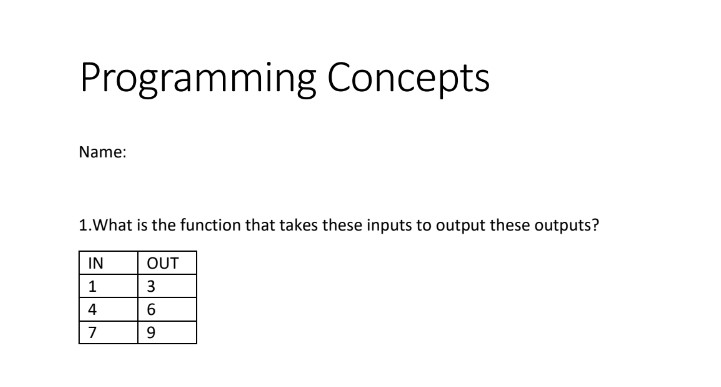 Programming Concepts
Name:
1.What is the function that takes these inputs to output these outputs?
IN OUT
1 3
4 6
7 9